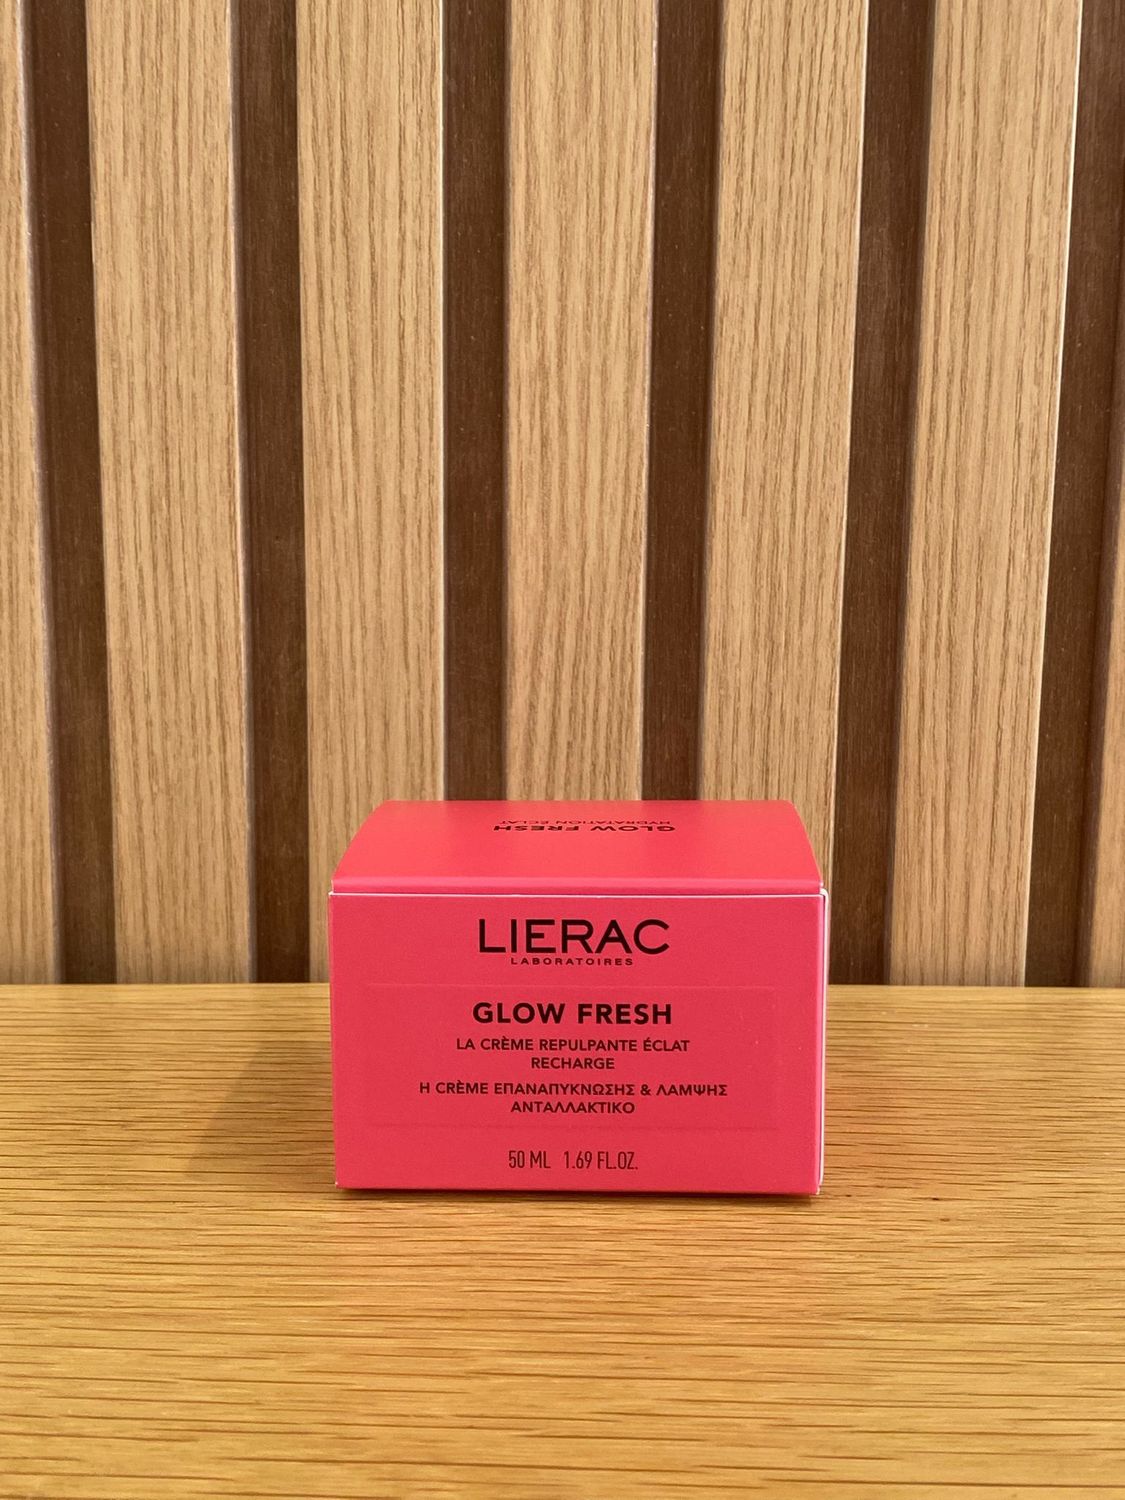 GLOW FRESH
HYDRATATION ÉCLAT
LIERAC
LABORATOIRES
GLOW FRESH
LA CRÈME REPULPANTE ÉCLAT
RECHARGE
Η CRÈME ΕΠΑΝΑΠΥΚΝΩΣΗΣ & ΛΑΜΨΗΣ
ΑΝΤΑΛΛΑΚΤΙΚΟ
50 ML 1.69 FL.OZ.